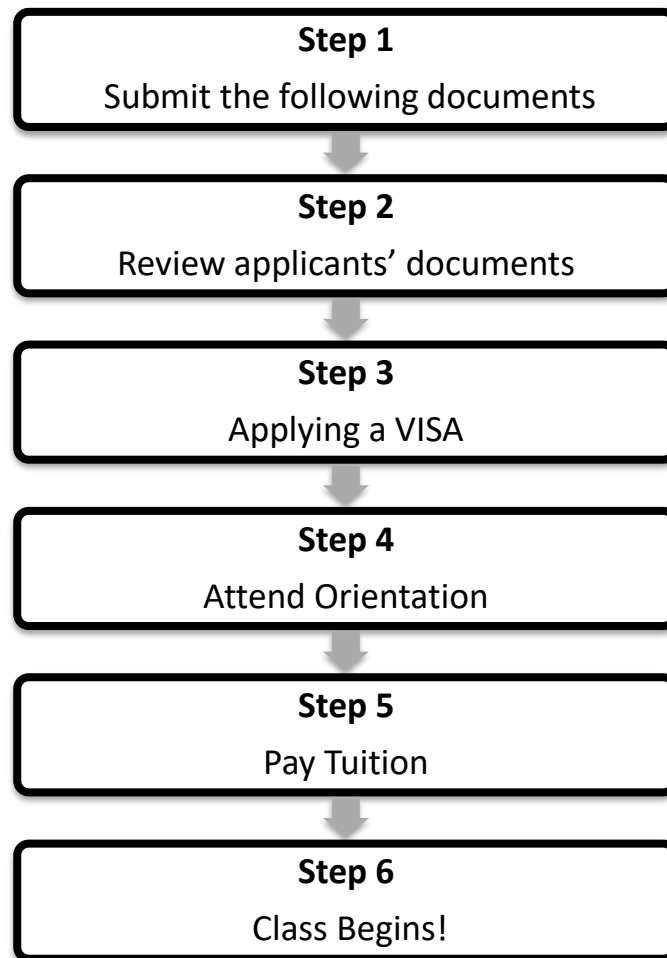 Step 1
Submit the following documents
Step 2
Review applicants’ documents
Step 3
Applying a VISA
Step 4
Attend Orientation
Step 5
Pay Tuition
Step 6
Class Begins!